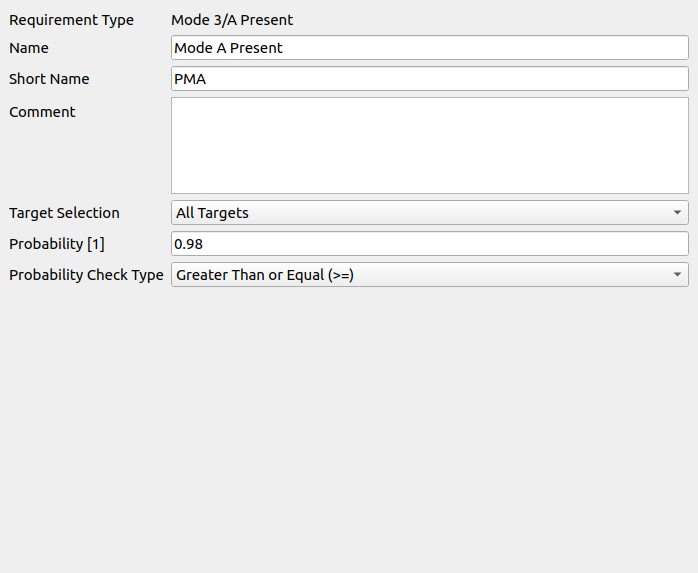 Requirement Type Mode 3/A Present
Name Mode A Present
Short Name PMA
Comment
Target Selection All Targets
Probability [1] 0.98
Probability Check Type Greater Than or Equal (>=)